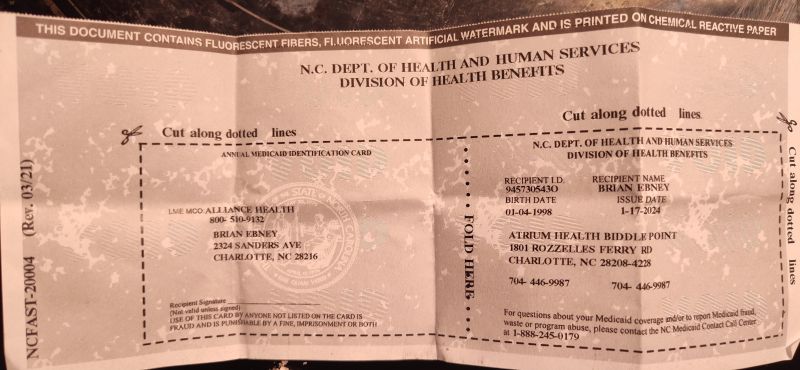 THIS DOCUMENT CONTAINS FLUORESCENT FIBERS, FLUORESCENT ARTIFICIAL WATERMARK AND IS PRINTED ON CHEMICAL REACTIVE PAPER
N.C. DEPT. OF HEALTH AND HUMAN SERVICES
DIVISION OF HEALTH BENEFITS
Cut along dotted lines
Cut along dotted lines
ANNUAL MEDICAID IDENTIFICATION CARD
LME MCO ALLIANCE HEALTH
800- 510-9132
BRIAN EBNEY
2324 SANDERS AVE
CHARLOTTE, NC 28216
Recipient Signature
(Not valid unless signed)
USE OF THIS CARD BY ANYONE NOT LISTED ON THE CARD IS
FRAUD AND IS PUNISHABLE BY A FINE, IMPRISONMENT OR BOTH
FOLD HERE
N.C. DEPT. OF HEALTH AND HUMAN SERVICES
DIVISION OF HEALTH BENEFITS
RECIPIENT I.D. RECIPIENT NAME
945730543O BRIAN EBNEY
BIRTH DATE ISSUE DATE
01-04-1998 1-17-2024
ATRIUM HEALTH BIDDLE POINT
1801 ROZZELLES FERRY RD
CHARLOTTE, NC 28208-4228
704- 446-9987 704- 446-9987
For questions about your Medicaid coverage and/or to report Medicaid fraud,
waste or program abuse, please contact the NC Medicaid Contact Call Center
at 1-888-245-0179
Cut along dotted lines
NCFAST-20004 (Rev. 03/21)